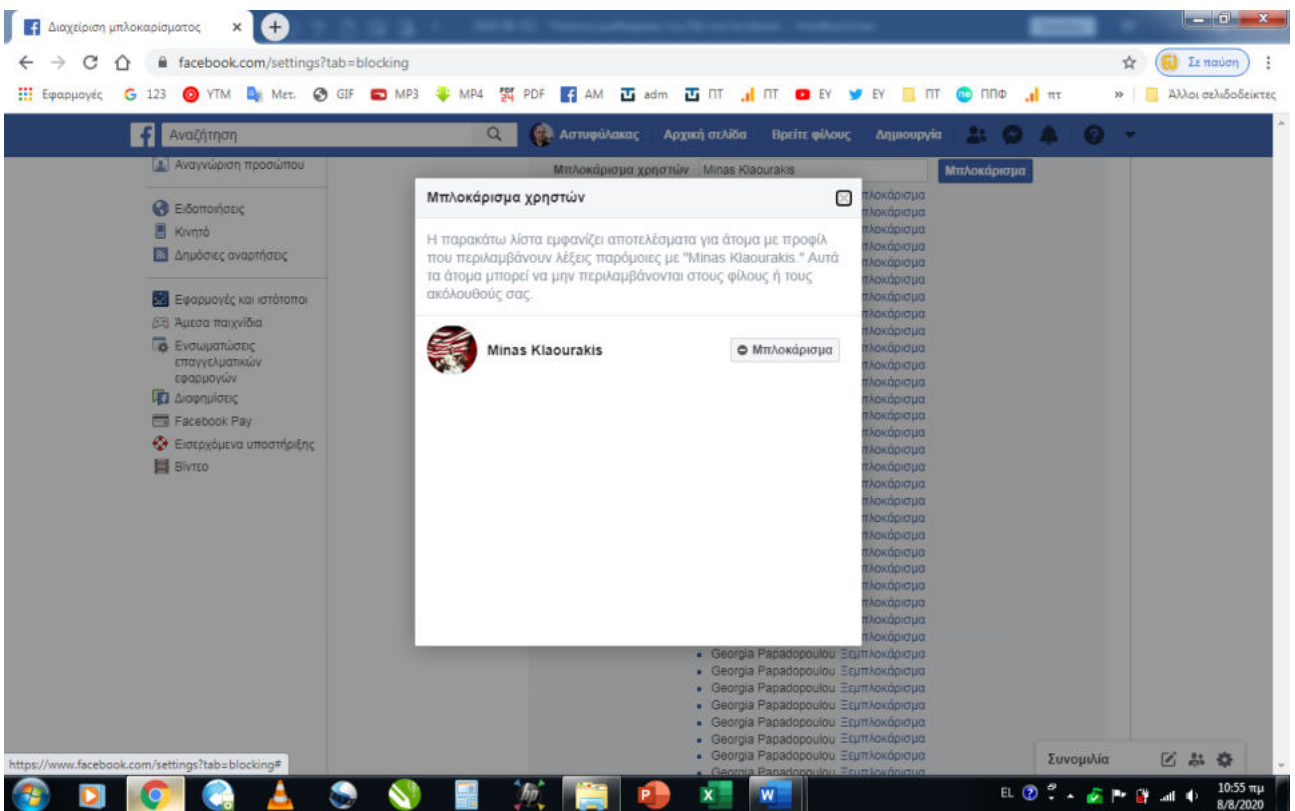 Διαχείριση μπλοκαρίσματος
facebook.com/settings?tab=blocking
Σε παύση
Εφαρμογές 123 YTM Μετ. GIF MP3 MP4 PDF AM adm ΠΤ ΠΤ ΕΥ ΕΥ ΠΤ ΠΠΦ πτ » Άλλοι σελιδοδείκτες
Αναζήτηση Αστυφύλακας Αρχική σελίδα Βρείτε φίλους Δημιουργία
Αναγνώριση προσώπου
Μπλοκάρισμα χρηστών Minas Klaourakis Μπλοκάρισμα
Ειδοποιήσεις
Κινητό
Δημόσιες αναρτήσεις
Εφαρμογές και ιστότοποι
Άμεσα παιχνίδια
Ενσωματώσεις
επαγγελματικών
εφαρμογών
Διαφημίσεις
Facebook Pay
Εισερχόμενα υποστήριξης
Βίντεο
Μπλοκάρισμα χρηστών
Η παρακάτω λίστα εμφανίζει αποτελέσματα για άτομα με προφίλ
που περιλαμβάνουν λέξεις παρόμοιες με "Minas Klaourakis." Αυτά
τα άτομα μπορεί να μην περιλαμβάνονται στους φίλους ή τους
ακόλουθούς σας.
Minas Klaourakis Μπλοκάρισμα
Georgia Papadopoulou Ξεμπλοκάρισμα
Georgia Papadopoulou Ξεμπλοκάρισμα
Georgia Papadopoulou Ξεμπλοκάρισμα
Georgia Papadopoulou Ξεμπλοκάρισμα
Georgia Papadopoulou Ξεμπλοκάρισμα
Georgia Papadopoulou Ξεμπλοκάρισμα
Georgia Papadopoulou Ξεμπλοκάρισμα
Georgia Papadopoulou Ξεμπλοκάρισμα
Συνομιλία
https://www.facebook.com/settings?tab=blocking#
EL
10:55 πμ
8/8/2020